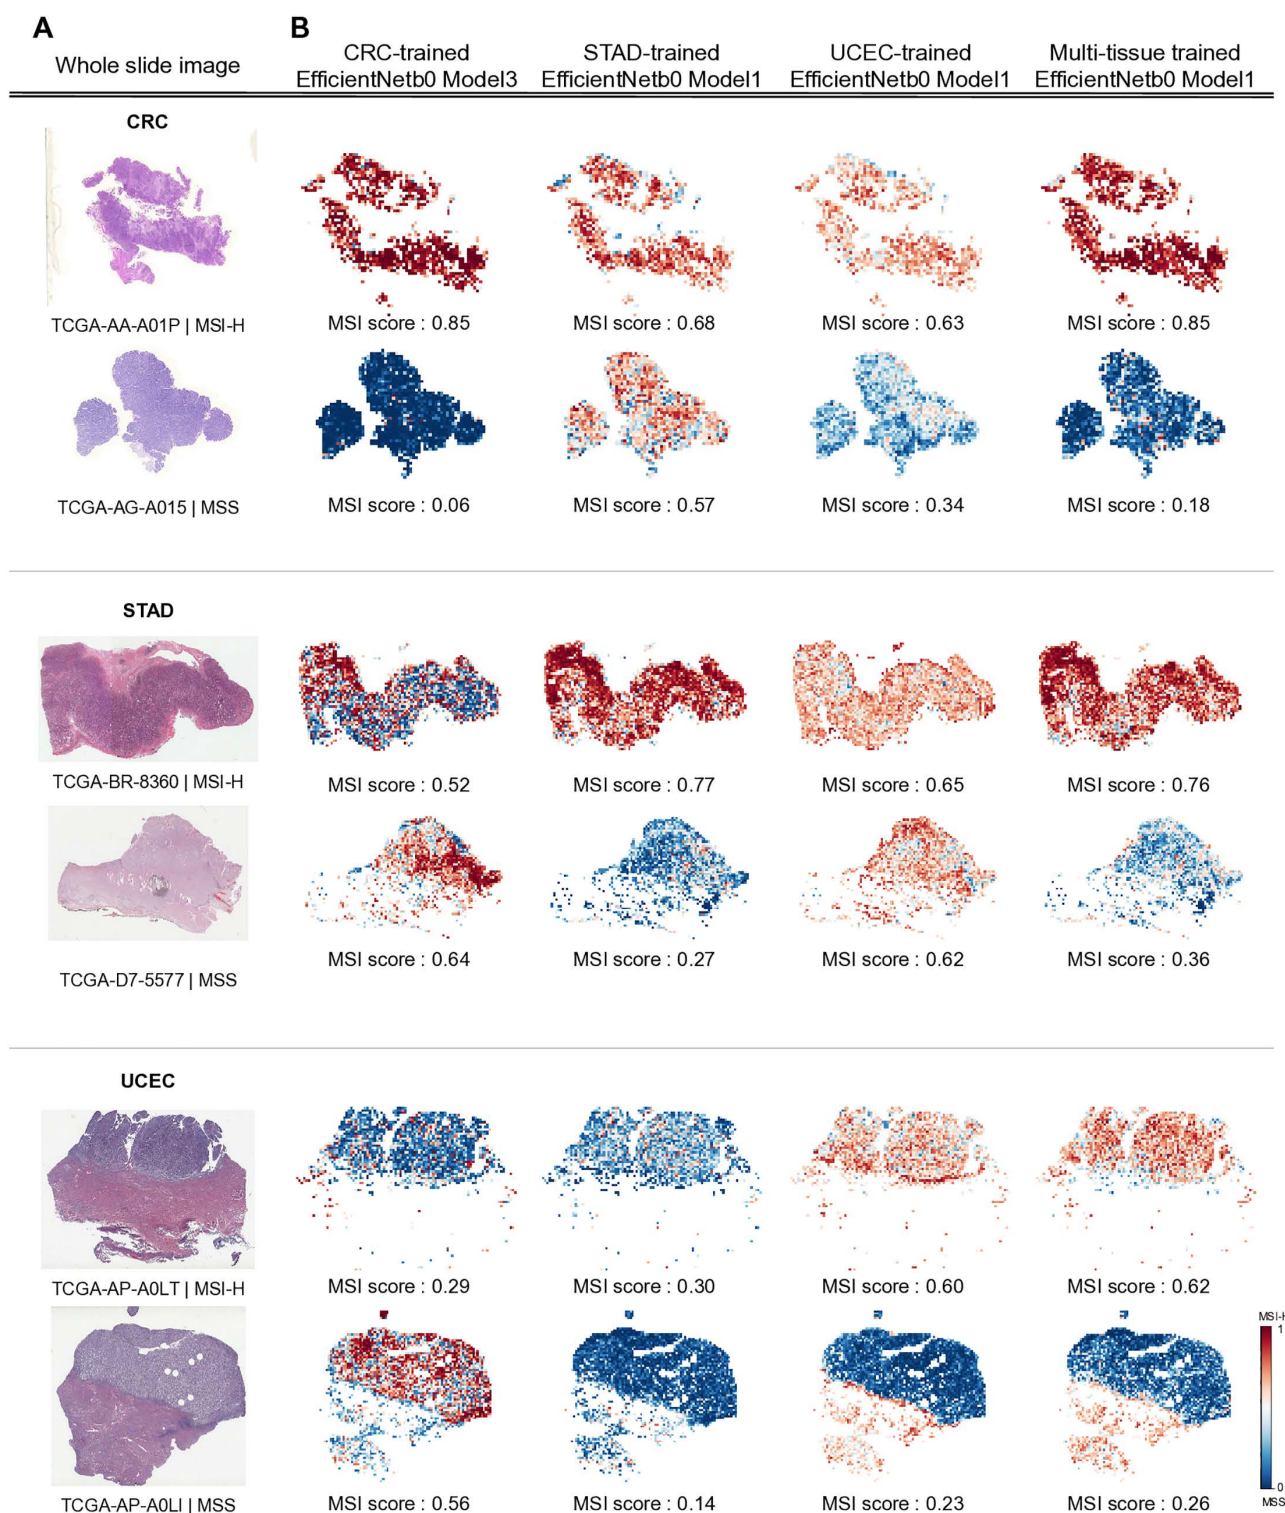 A
B
Whole slide image
CRC-trained
EfficientNetb0 Model3
STAD-trained
EfficientNetb0 Model1
UCEC-trained
EfficientNetb0 Model1
Multi-tissue trained
EfficientNetb0 Model1
CRC
TCGA-AA-A01P | MSI-H
MSI score : 0.85
MSI score : 0.68
MSI score : 0.63
MSI score : 0.85
TCGA-AG-A015 | MSS
MSI score : 0.06
MSI score : 0.57
MSI score : 0.34
MSI score : 0.18
STAD
TCGA-BR-8360 | MSI-H
MSI score : 0.52
MSI score : 0.77
MSI score : 0.65
MSI score : 0.76
TCGA-D7-5577 | MSS
MSI score : 0.64
MSI score : 0.27
MSI score : 0.62
MSI score : 0.36
UCEC
TCGA-AP-A0LT | MSI-H
MSI score : 0.29
MSI score : 0.30
MSI score : 0.60
MSI score : 0.62
TCGA-AP-A0LI | MSS
MSI score : 0.56
MSI score : 0.14
MSI score : 0.23
MSI score : 0.26
MSI-H
1
0
MSS